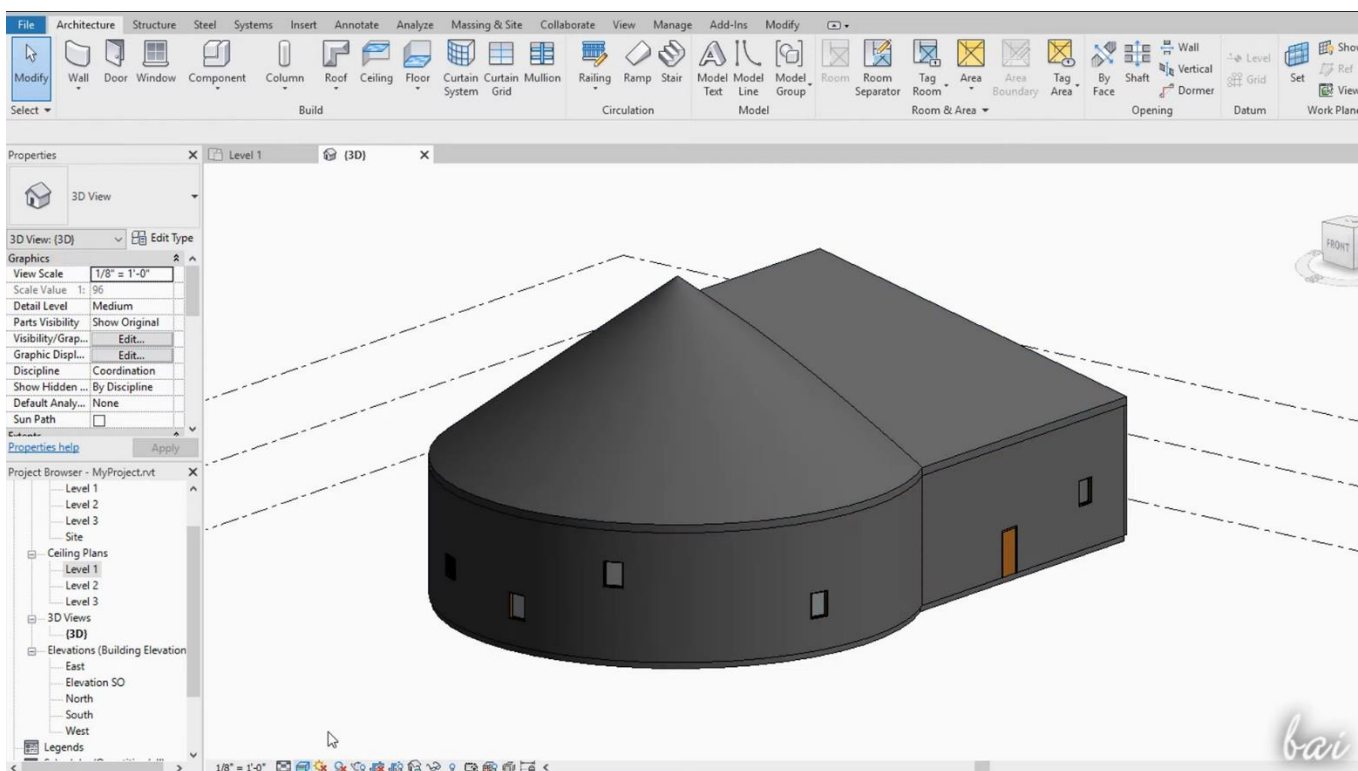 File Architecture Structure Steel Systems Insert Annotate Analyze Massing & Site Collaborate View Manage Add-Ins Modify
Modify Wall Door Window Component Column Roof Ceiling Floor Curtain System Curtain Grid Mullion Railing Ramp Stair Model Text Model Line Model Group Room Room Separator Tag Room Area Area Boundary Tag Area By Face Shaft Wall Vertical Dormer Level Grid Set Show Ref View
Select Build Circulation Model Room & Area Opening Datum Work Plane
Properties
Level 1 {3D}
3D View
3D View: {3D} Edit Type
Graphics
View Scale 1/8" = 1'-0"
Scale Value 1: 96
Detail Level Medium
Parts Visibility Show Original
Visibility/Grap... Edit...
Graphic Displ... Edit...
Discipline Coordination
Show Hidden ... By Discipline
Default Analy... None
Sun Path
Extents
Properties help Apply
Project Browser - MyProject.rvt
Level 1
Level 2
Level 3
Site
Ceiling Plans
Level 1
Level 2
Level 3
3D Views
{3D}
Elevations (Building Elevation
East
Elevation SO
North
South
West
Legends
1/8" = 1'-0"
FRONT
bai